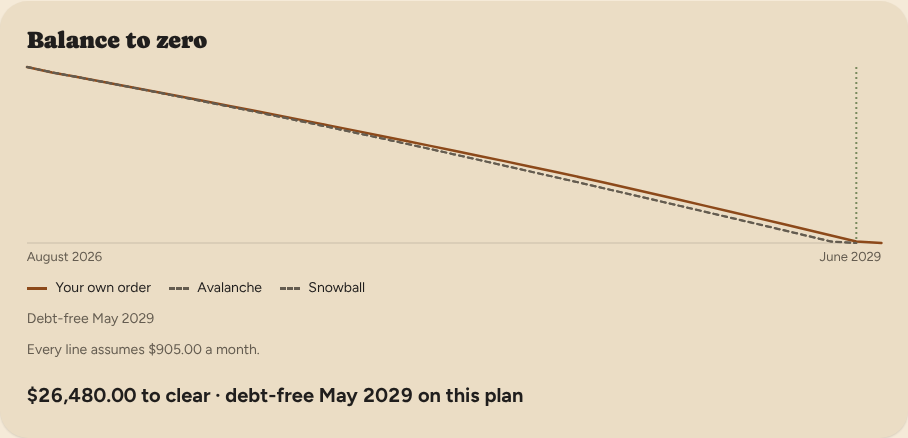 Balance to zero
August 2026 June 2029
Your own order Avalanche Snowball
Debt-free May 2029
Every line assumes $905.00 a month.
$26,480.00 to clear · debt-free May 2029 on this plan